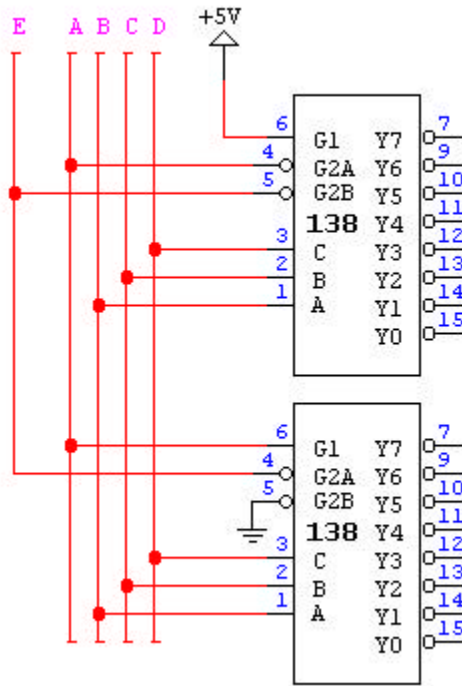 +5V
E A B C D
6 G1 Y7 7
4 G2A Y6 9
5 G2B Y5 10
138 Y4 11
3 C Y3 12
2 B Y2 13
1 A Y1 14
Y0 15
6 G1 Y7 7
4 G2A Y6 9
5 G2B Y5 10
138 Y4 11
3 C Y3 12
2 B Y2 13
1 A Y1 14
Y0 15